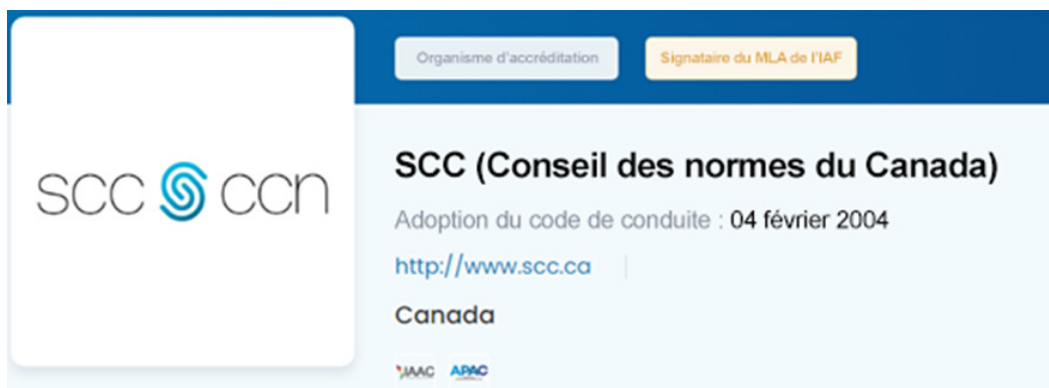 Organisme d'accréditation
Signataire du MLA de l'IAF
scc ccn
SCC (Conseil des normes du Canada)
Adoption du code de conduite : 04 février 2004
http://www.scc.ca
Canada
IAAC APAC